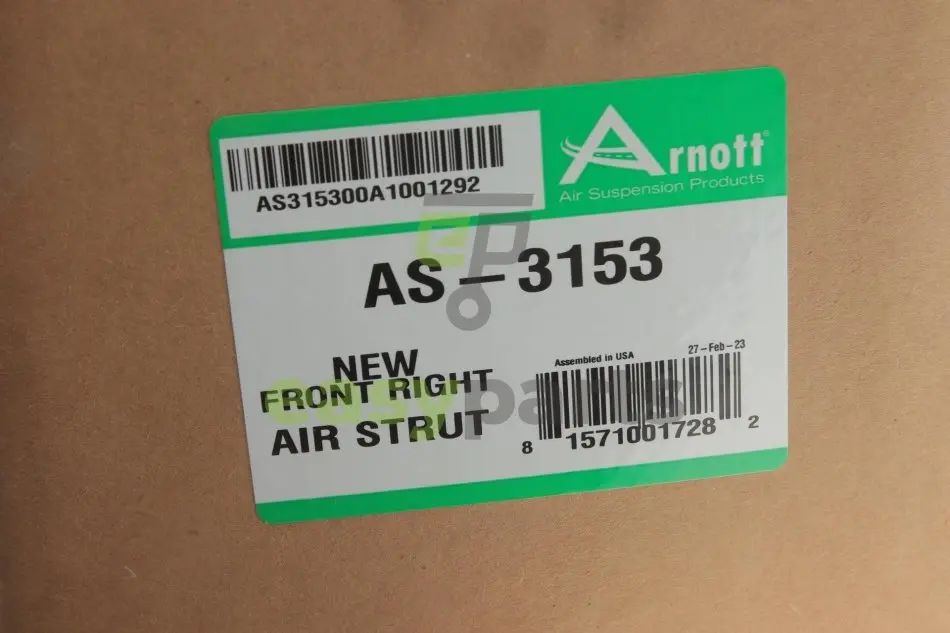 AS315300A1001292
Arnott®
Air Suspension Products
AS-3153
NEW
FRONT RIGHT
AIR STRUT
27-Feb-23
Assembled in USA
8 1571001728 2
easyparts